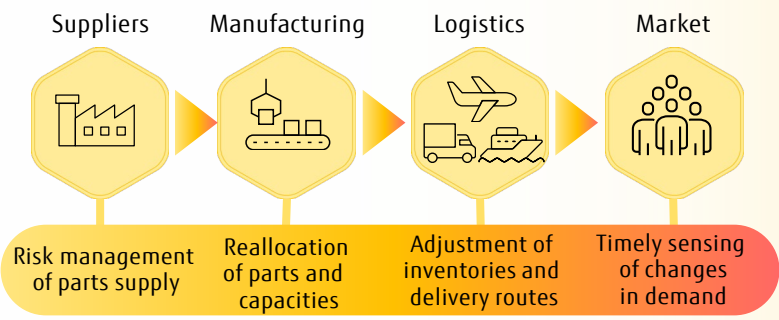 Suppliers
Manufacturing
Logistics
Market
Risk management
of parts supply
Reallocation
of parts and
capacities
Adjustment of
inventories and
delivery routes
Timely sensing
of changes
in demand